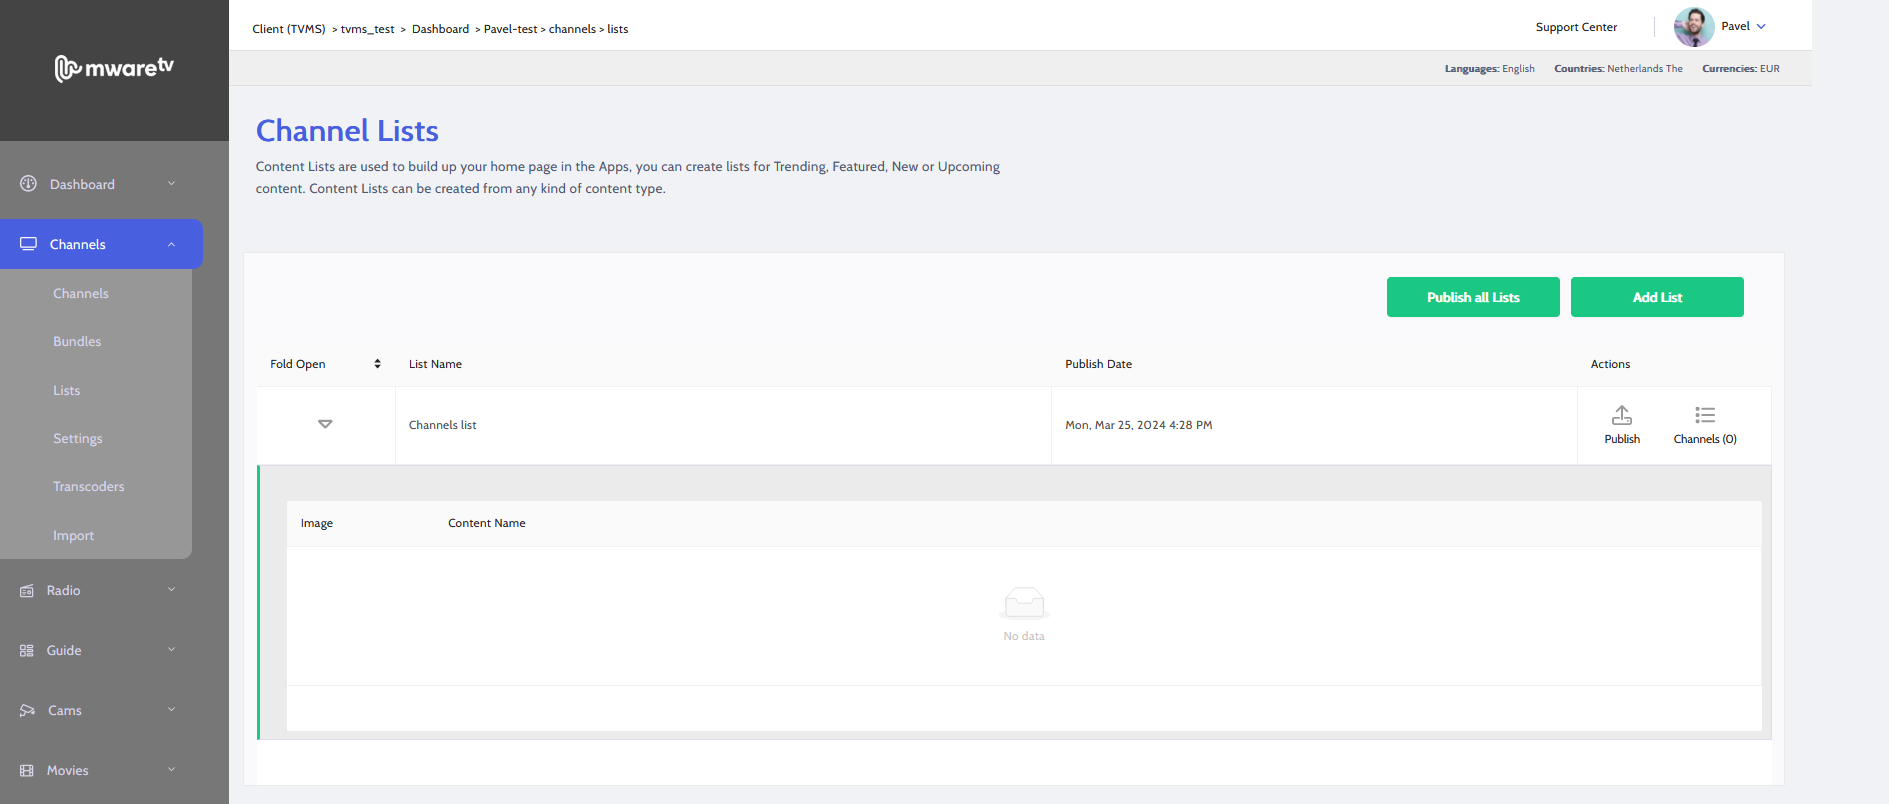 mwaretv
Client (TVMS) > tvms_test > Dashboard > Pavel-test > channels > lists
Support Center
Pavel
Languages: English Countries: Netherlands The Currencies: EUR
Dashboard
Channels
Channels
Bundles
Lists
Settings
Transcoders
Import
Radio
Guide
Cams
Movies
Channel Lists
Content Lists are used to build up your home page in the Apps, you can create lists for Trending, Featured, New or Upcoming
content. Content Lists can be created from any kind of content type.
Publish all Lists Add List
Fold Open List Name Publish Date Actions
Channels list Mon, Mar 25, 2024 4:28 PM
Publish Channels (0)
Image Content Name
No data